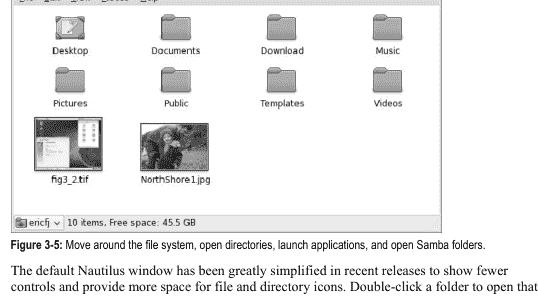 Desktop Documents Download Music
Pictures Public Templates Videos
fig3_2.tif NorthShore1.jpg
ericfj 10 items, Free space: 45.5 GB
Figure 3-5: Move around the file system, open directories, launch applications, and open Samba folders.
The default Nautilus window has been greatly simplified in recent releases to show fewer
controls and provide more space for file and directory icons. Double-click a folder to open that